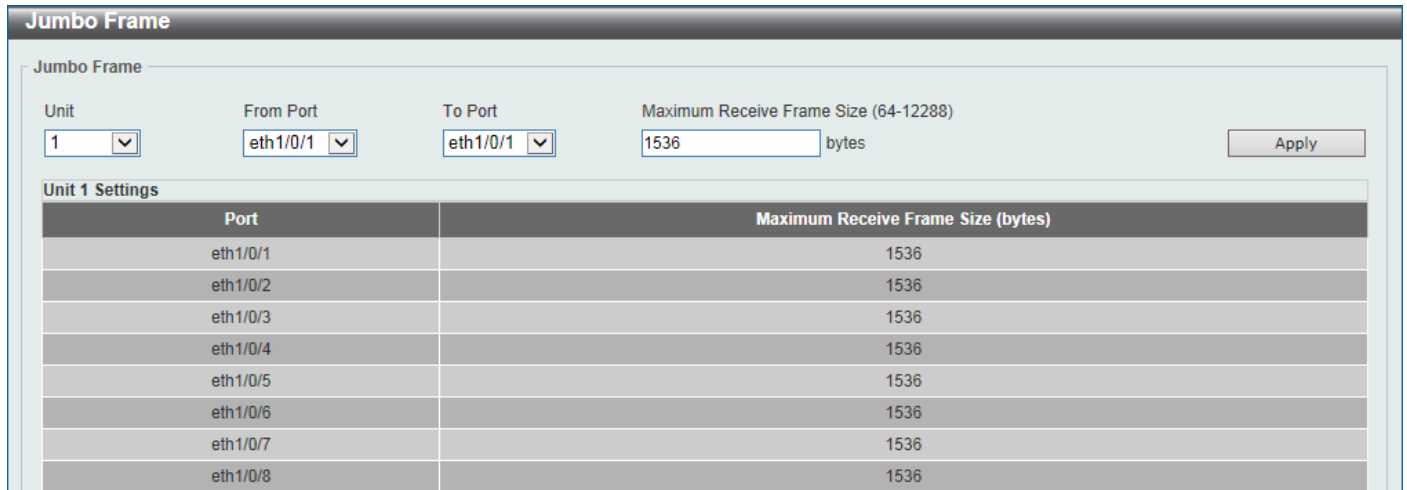 Jumbo Frame
Jumbo Frame
Unit From Port To Port Maximum Receive Frame Size (64-12288)
1 eth1/0/1 eth1/0/1 1536 bytes Apply
Unit 1 Settings
Port Maximum Receive Frame Size (bytes)
eth1/0/1 1536
eth1/0/2 1536
eth1/0/3 1536
eth1/0/4 1536
eth1/0/5 1536
eth1/0/6 1536
eth1/0/7 1536
eth1/0/8 1536